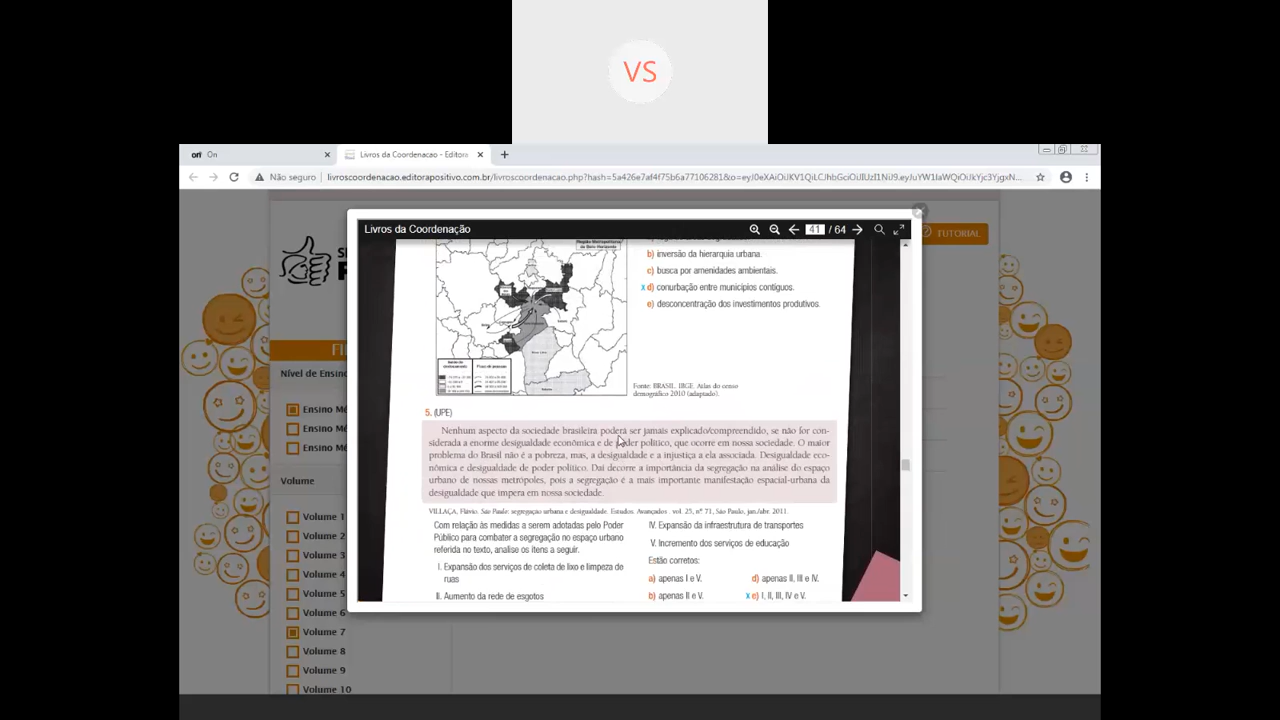 VS
On
Livros da Coordenacao - Editora
Não seguro
livroscoordenacao.editorapositivo.com.br/livroscoordenacao.php?hash=5a426e7af4f75b6a77106281&o=eyJ0eXAiOiJKV1QiLCJhbGciOiJIUzI1NiJ9.eyJuYW1lIaWQiOiJkYjc3YjgxN...
TUTORIAL
Livros da Coordenação
41 / 64
Região Metropolitana
de Belo Horizonte
b) inversão da hierarquia urbana.
c) busca por amenidades ambientais.
x d) conurbação entre municípios contíguos.
e) desconcentração dos investimentos produtivos.
Fonte: BRASIL. IBGE. Atlas do censo
demográfico 2010 (adaptado).
5. (UPE)
Nenhum aspecto da sociedade brasileira poderá ser jamais explicado/compreendido, se não for con-
siderada a enorme desigualdade econômica e de poder político, que ocorre em nossa sociedade. O maior
problema do Brasil não é a pobreza, mas, a desigualdade e a injustiça a ela associada. Desigualdade eco-
nômica e desigualdade de poder político. Daí decorre a importância da segregação na análise do espaço
urbano de nossas metrópoles, pois a segregação é a mais importante manifestação espacial-urbana da
desigualdade que impera em nossa sociedade.
VILLAÇA, Flávio. São Paulo: segregação urbana e desigualdade. Estudos. Avançados . vol. 25, nº 71, São Paulo, jan./abr. 2011.
Com relação às medidas a serem adotadas pelo Poder
Público para combater a segregação no espaço urbano
referida no texto, analise os itens a seguir.
I. Expansão dos serviços de coleta de lixo e limpeza de
ruas
II. Aumento da rede de esgotos
IV. Expansão da infraestrutura de transportes
V. Incremento dos serviços de educação
Estão corretos:
a) apenas I e V.
d) apenas II, III e IV.
b) apenas II e V.
x e) I, II, III, IV e V.
Nível de Ensino
Ensino Mé
Ensino Mé
Ensino Mé
Volume
Volume 1
Volume 2
Volume 3
Volume 4
Volume 5
Volume 6
Volume 7
Volume 8
Volume 9
Volume 10